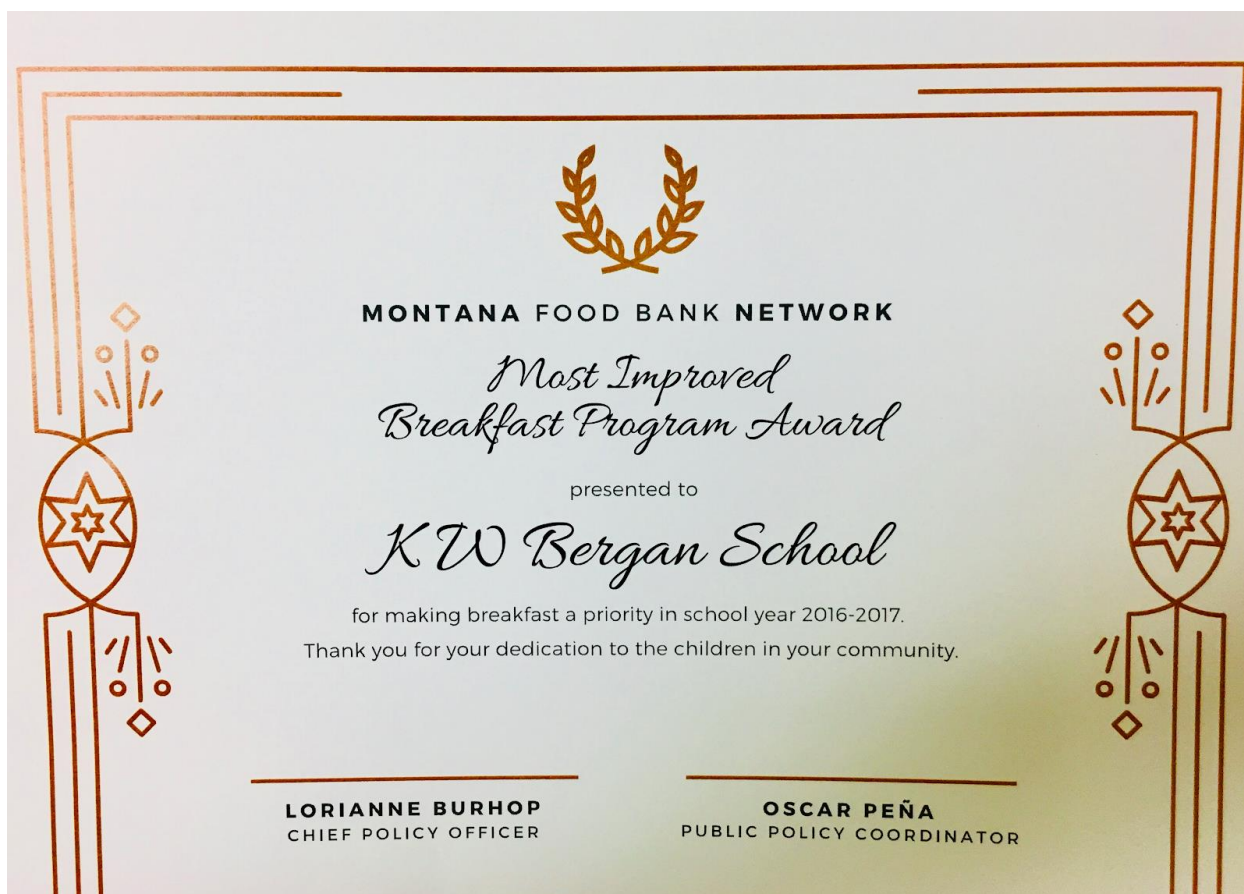 MONTANA FOOD BANK NETWORK
Most Improved
Breakfast Program Award
presented to
KW Bergan School
for making breakfast a priority in school year 2016-2017.
Thank you for your dedication to the children in your community.
LORIANNE BURHOP
CHIEF POLICY OFFICER
OSCAR PEÑA
PUBLIC POLICY COORDINATOR